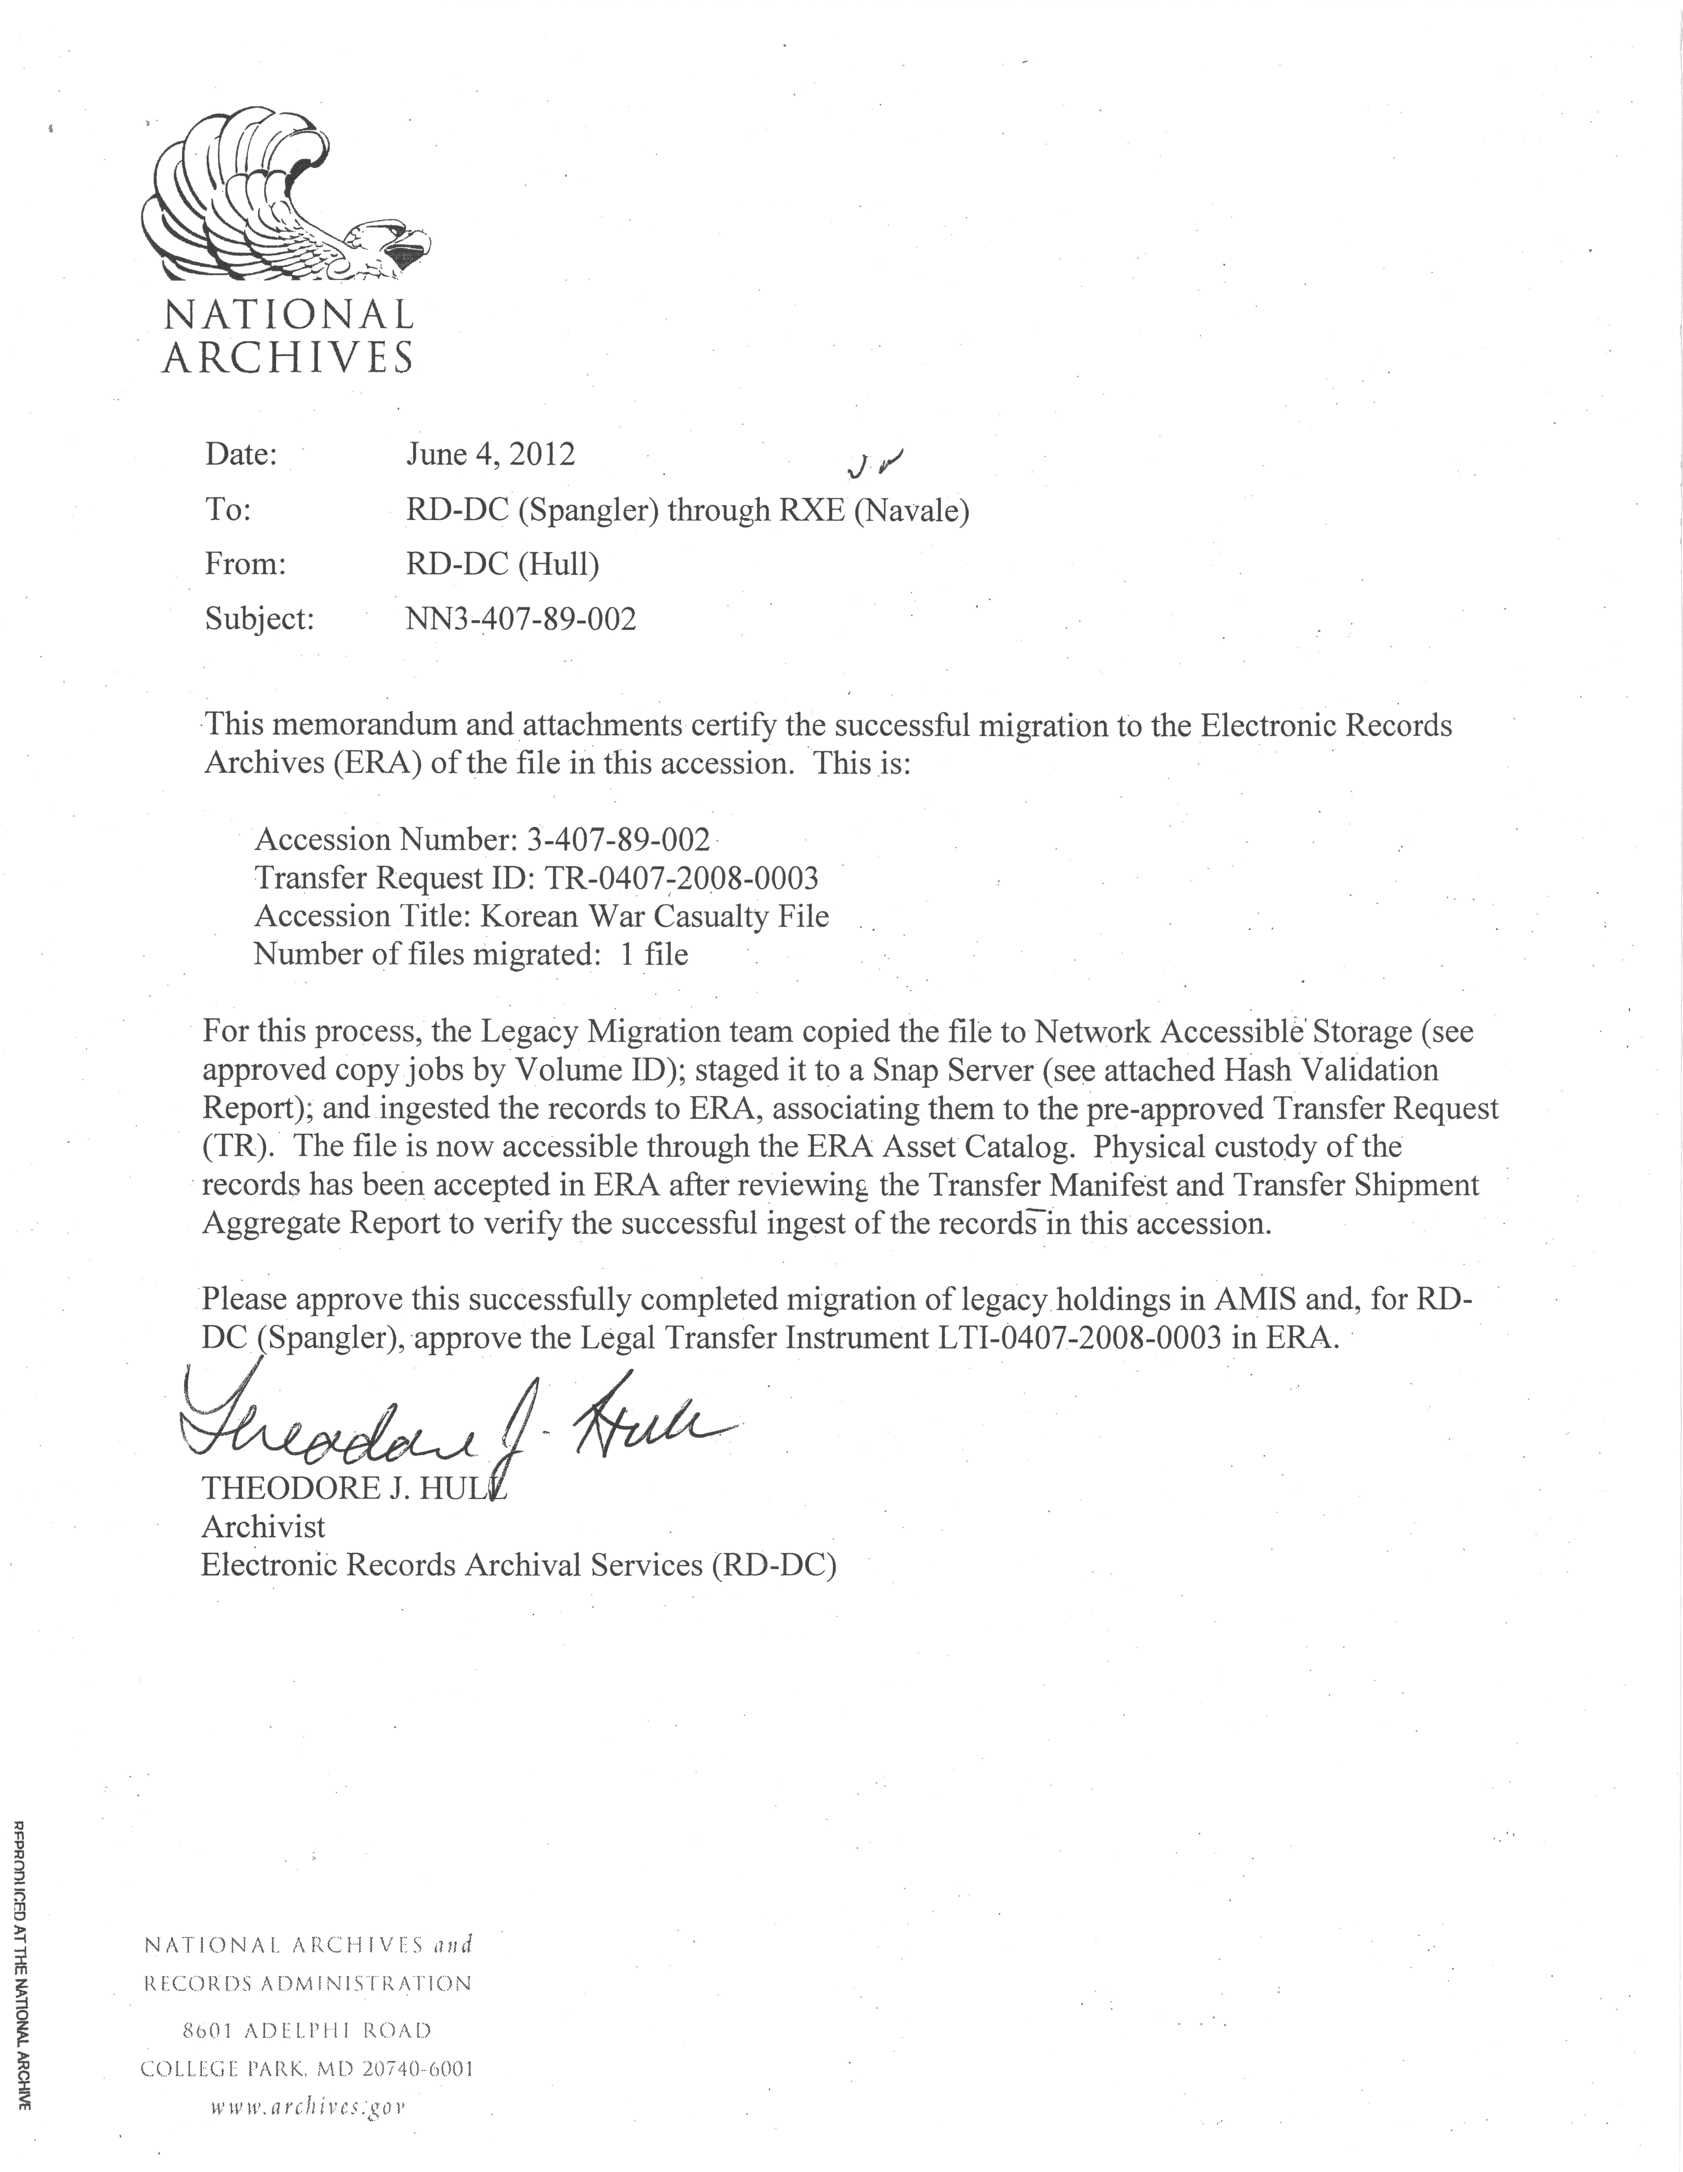 NATIONAL
ARCHIVES
Date: June 4, 2012
To: RD-DC (Spangler) through RXE (Navale)
From: RD-DC (Hull)
Subject: NN3-407-89-002
This memorandum and attachments certify the successful migration to the Electronic Records
Archives (ERA) of the file in this accession.  This is:
Accession Number: 3-407-89-002
Transfer Request ID: TR-0407-2008-0003
Accession Title: Korean War Casualty File
Number of files migrated:  1 file
For this process, the Legacy Migration team copied the file to Network Accessible Storage (see
approved copy jobs by Volume ID); staged it to a Snap Server (see attached Hash Validation
Report); and ingested the records to ERA, associating them to the pre-approved Transfer Request
(TR).  The file is now accessible through the ERA Asset Catalog.  Physical custody of the
records has been accepted in ERA after reviewing the Transfer Manifest and Transfer Shipment
Aggregate Report to verify the successful ingest of the records in this accession.
Please approve this successfully completed migration of legacy holdings in AMIS and, for RD-
DC (Spangler), approve the Legal Transfer Instrument LTI-0407-2008-0003 in ERA.
Theodore J. Hull
THEODORE J. HULL
Archivist
Electronic Records Archival Services (RD-DC)
NATIONAL ARCHIVES and
RECORDS ADMINISTRATION
8601 ADELPHI ROAD
COLLEGE PARK, MD 20740-6001
www.archives.gov
REPRODUCED AT THE NATIONAL ARCHIVE